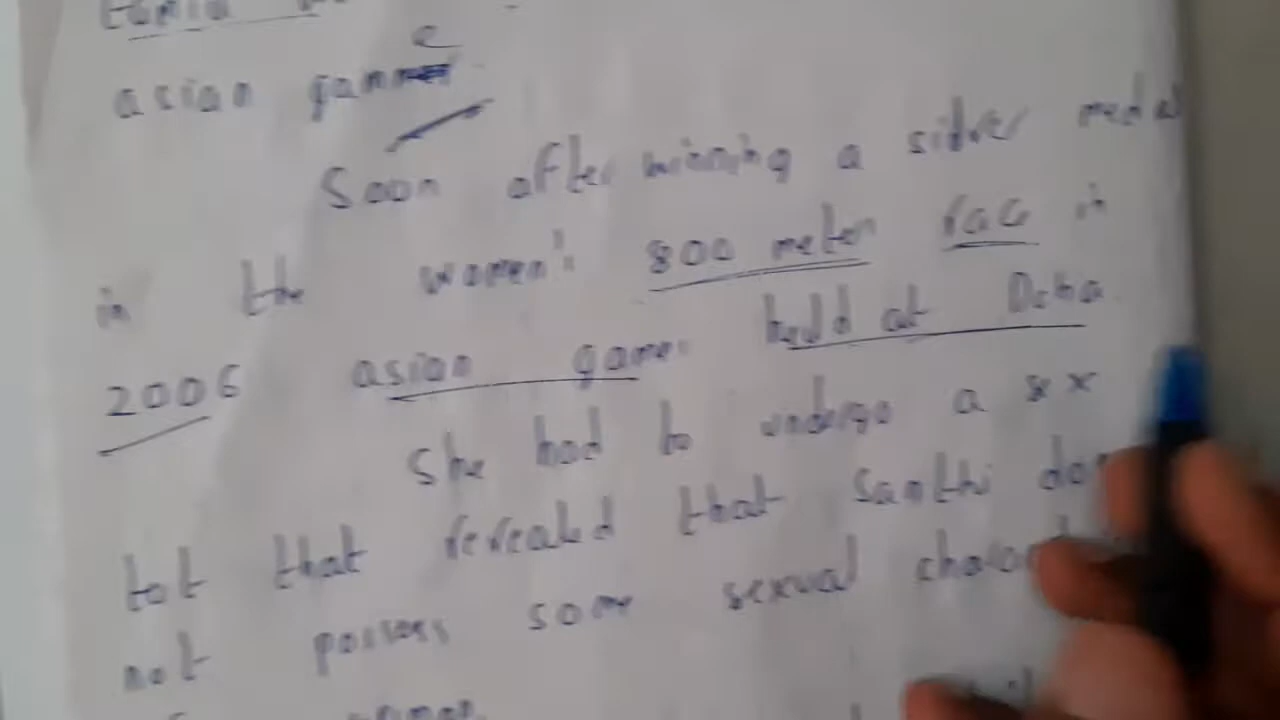 asian game
Soon after winning a silver medal
in the women's 800 meter race in
2006 asian games held at Doha
She had to undergo a sex
test that revealed that Santhi does
not possess some sexual